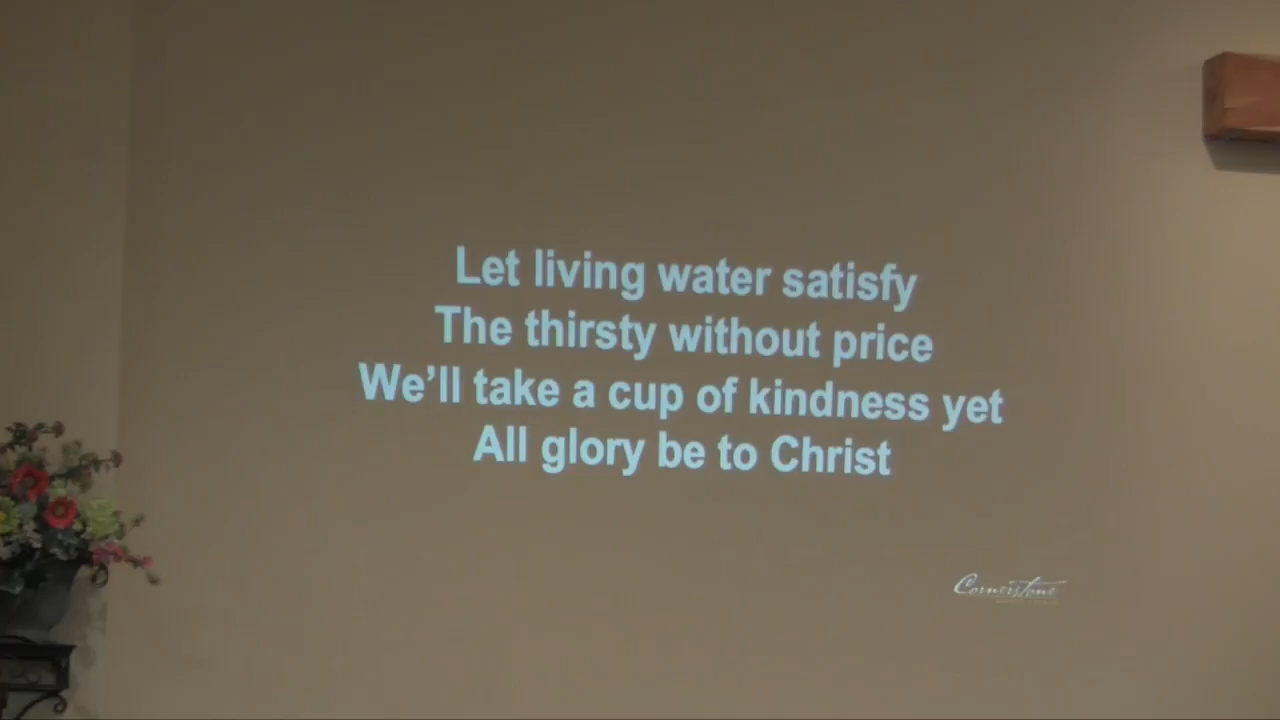 Let living water satisfy
The thirsty without price
We’ll take a cup of kindness yet
All glory be to Christ
Cornerstone